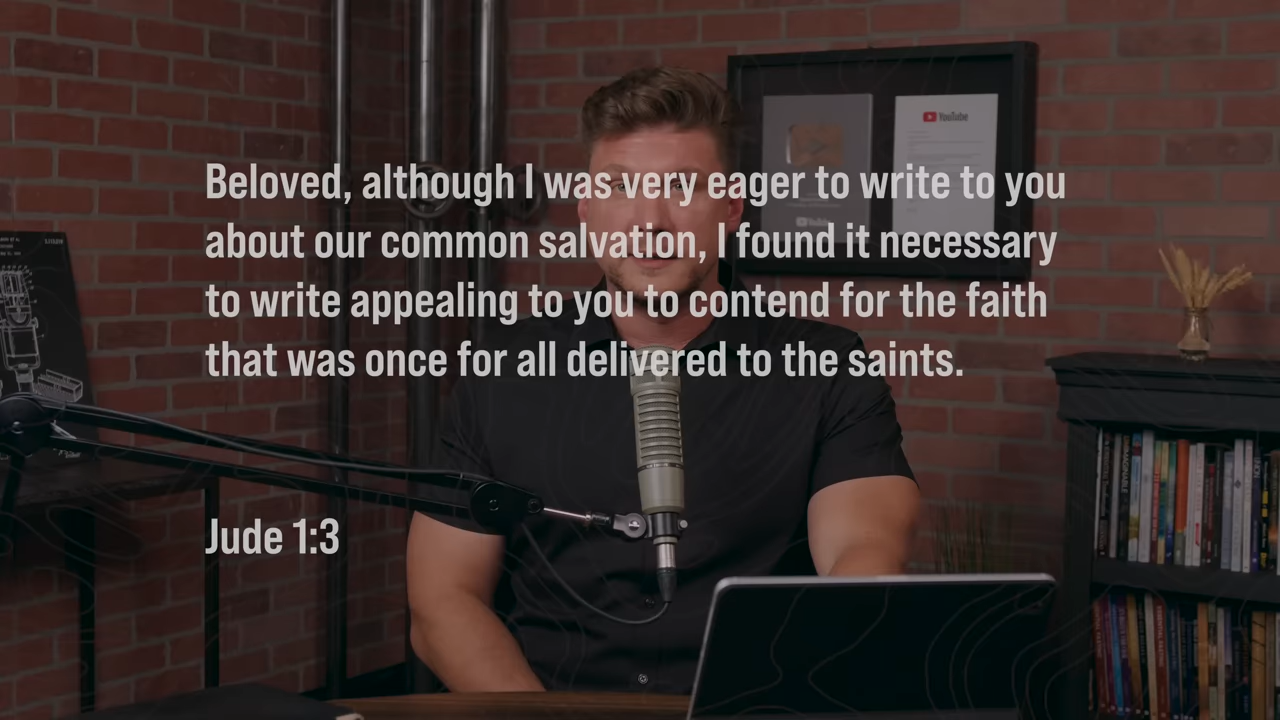 YouTube
Beloved, although I was very eager to write to you
about our common salvation, I found it necessary
to write appealing to you to contend for the faith
that was once for all delivered to the saints.
YouTube
Jude 1:3